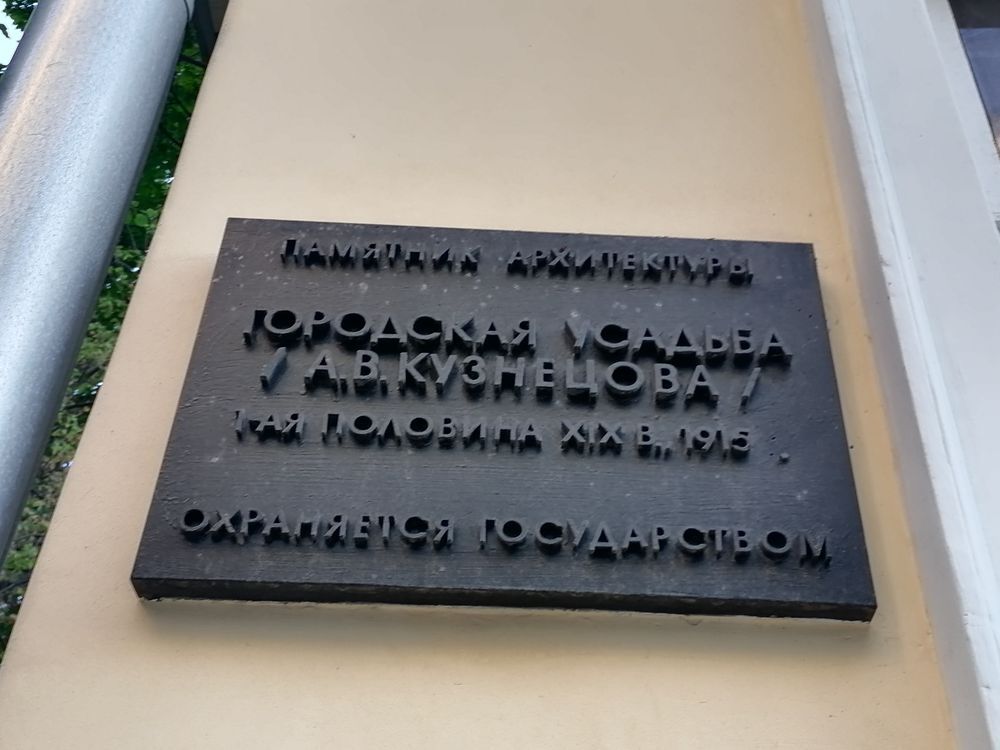 ПАМЯТНИК АРХИТЕКТУРЫ
ГОРОДСКАЯ УСАДЬБА
/ А.В. КУЗНЕЦОВА /
1-АЯ ПОЛОВИНА XIX В., 1915 .
ОХРАНЯЕТСЯ ГОСУДАРСТВОМ